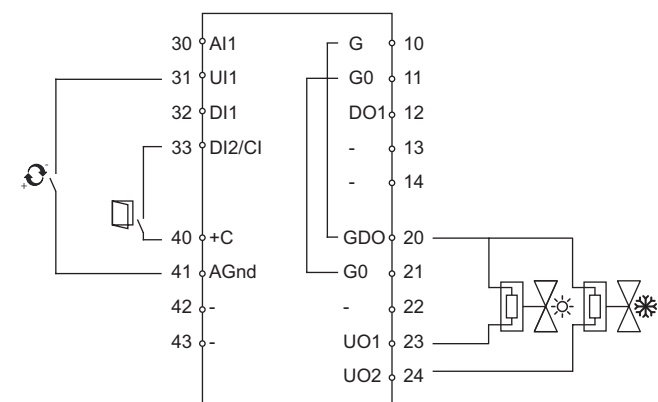 30 AI1 G 10
31 UI1 G0 11
32 DI1 DO1 12
33 DI2/CI - 13
- 14
40 +C GDO 20
41 AGnd G0 21
42 - - 22
43 - UO1 23
UO2 24
+ -